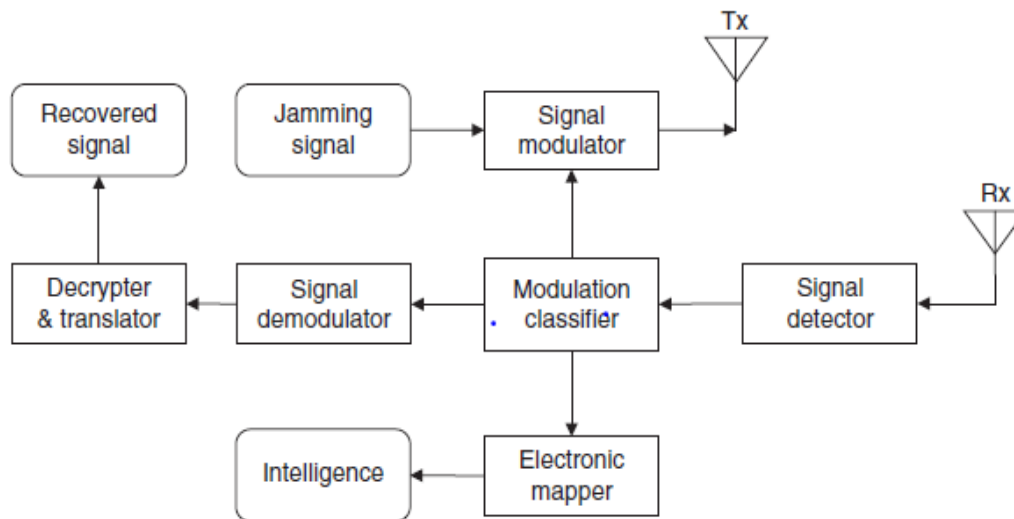 Tx
Recovered
signal
Jamming
signal
Signal
modulator
Rx
Decrypter
& translator
Signal
demodulator
Modulation
classifier
Signal
detector
Intelligence
Electronic
mapper